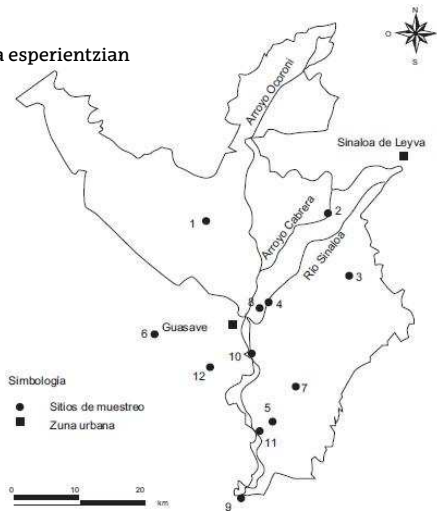 a esperientzian
N
O
S
Arroyo Ocoroni
Sinaloa de Leyva
Arroyo Cabrera
Río Sinaloa
1
2
3
8
4
Guasave
6
10
12
7
5
11
9
Simbología
Sitios de muestreo
Zuna urbana
0 10 20
km